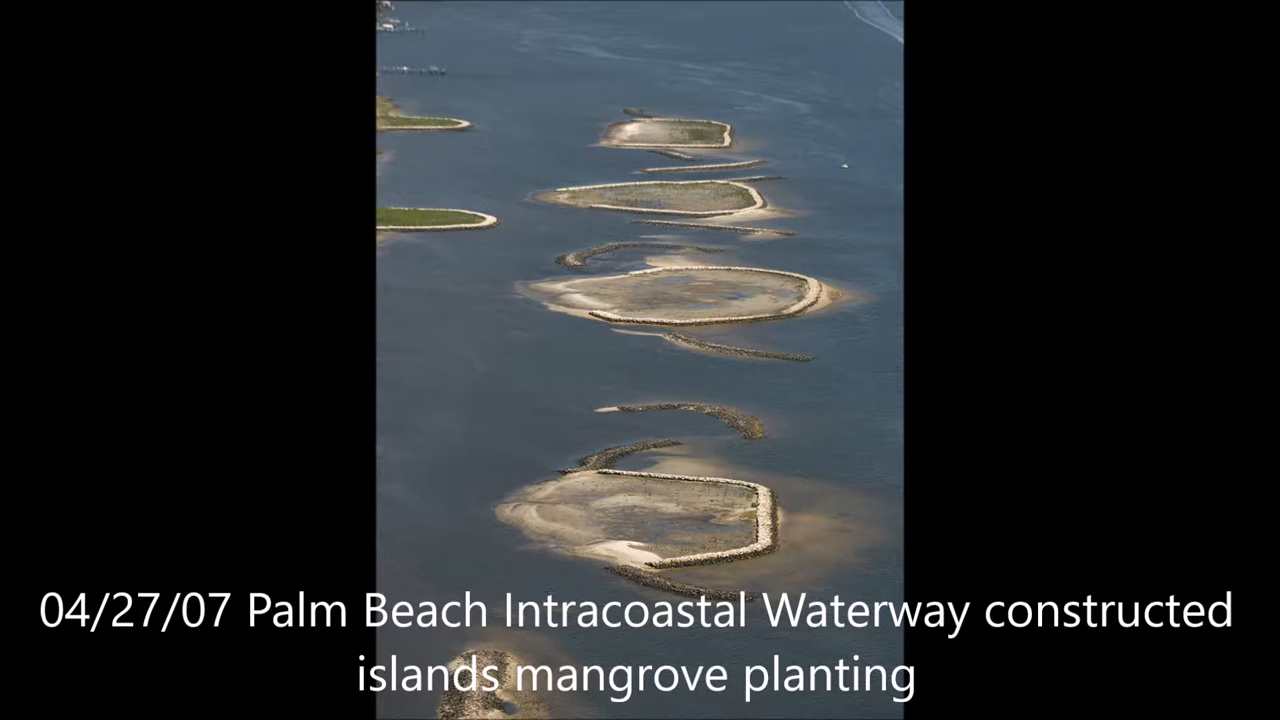 04/27/07 Palm Beach Intracoastal Waterway constructed
islands mangrove planting